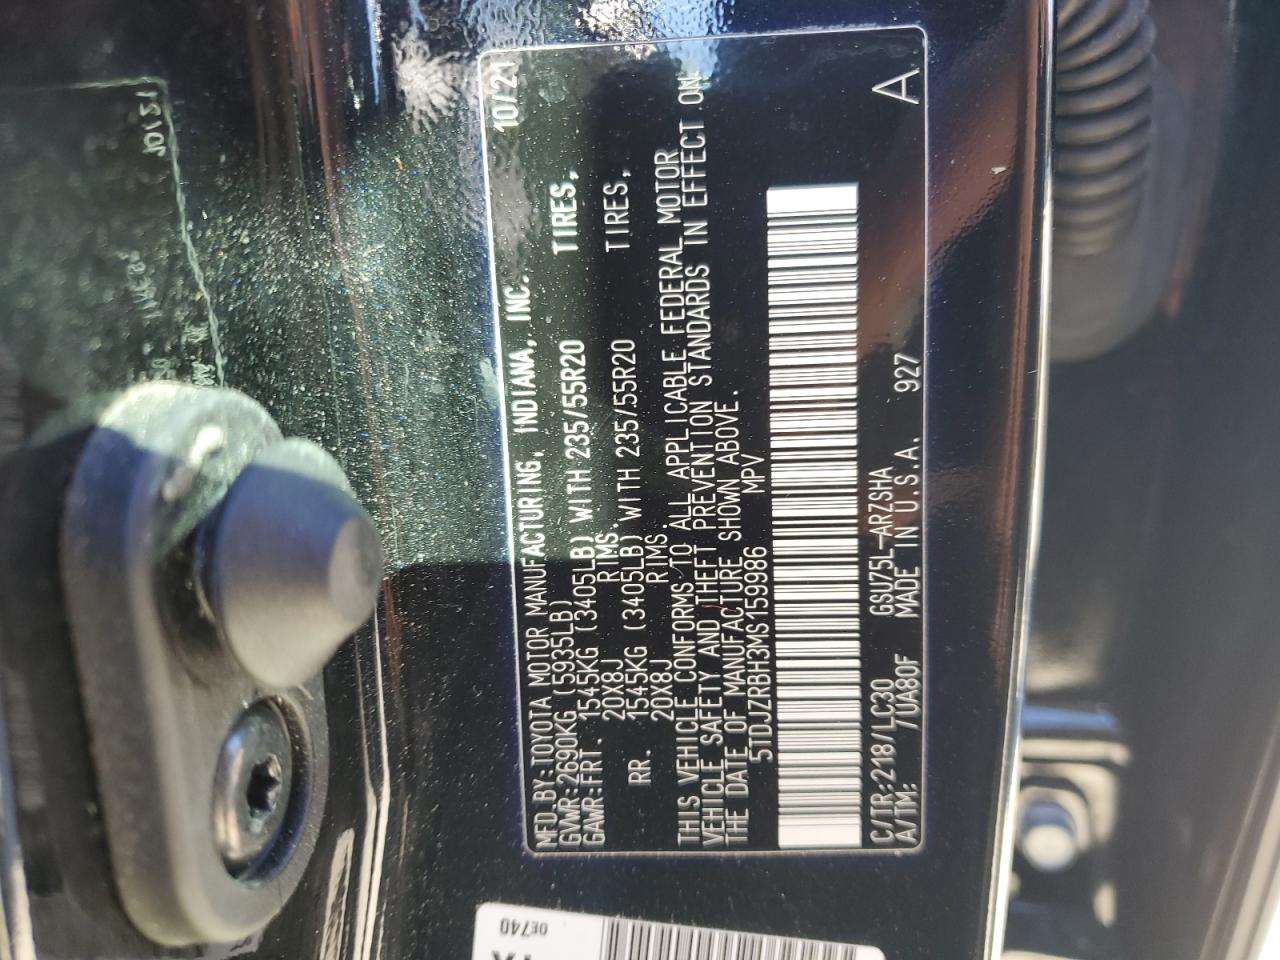 MFD. BY: TOYOTA MOTOR MANUFACTURING, INDIANA, INC. 10/21
GVWR: 2690KG (5935LB)
GAWR: FRT. 1545KG (3405LB) WITH 235/55R20 TIRES,
20X8J RIMS.
RR. 1545KG (3405LB) WITH 235/55R20 TIRES,
20X8J RIMS.
THIS VEHICLE CONFORMS TO ALL APPLICABLE FEDERAL MOTOR
VEHICLE SAFETY AND THEFT PREVENTION STANDARDS IN EFFECT ON
THE DATE OF MANUFACTURE SHOWN ABOVE.
5TDJZRBH3MS159986 MPV
C/TR: 218/LC30 GSU75L-ARZSHA
A/TM: /UA80F MADE IN U.S.A. 927 A
0E740